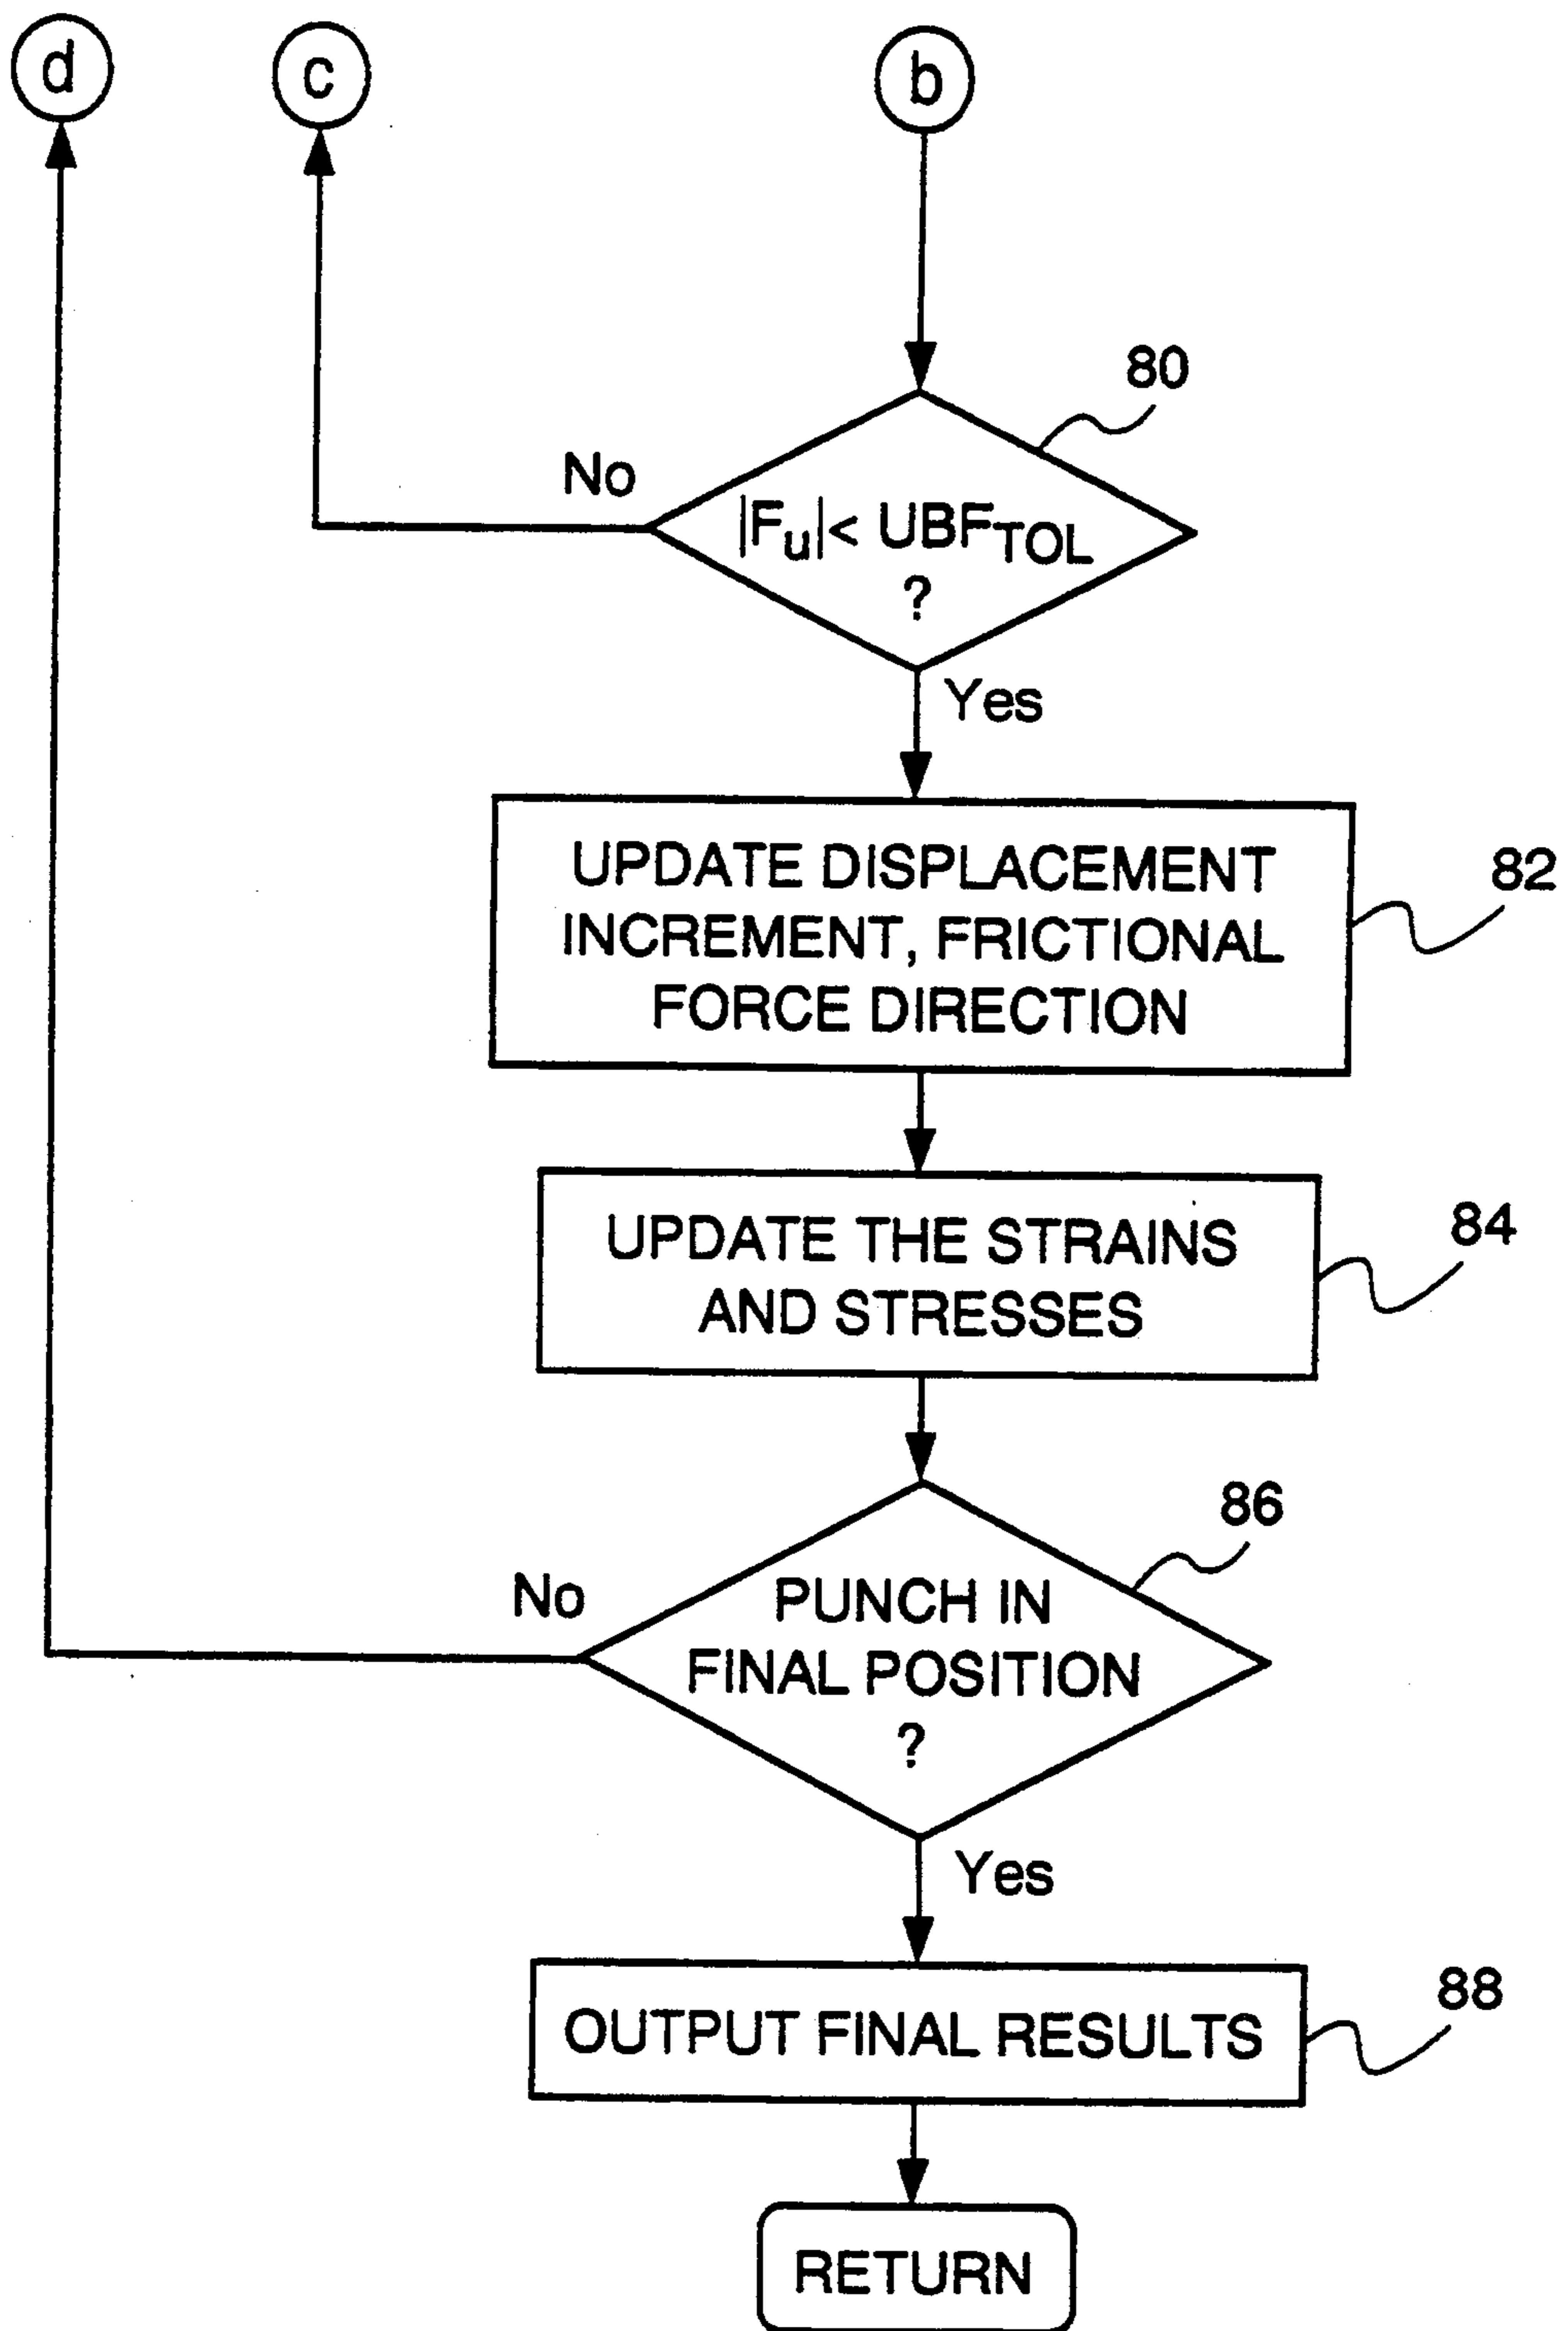 d
c
b
80
No
|Fu|< UBFTOL
?
Yes
UPDATE DISPLACEMENT
INCREMENT, FRICTIONAL
FORCE DIRECTION
82
UPDATE THE STRAINS
AND STRESSES
84
86
No
PUNCH IN
FINAL POSITION
?
Yes
OUTPUT FINAL RESULTS
88
RETURN